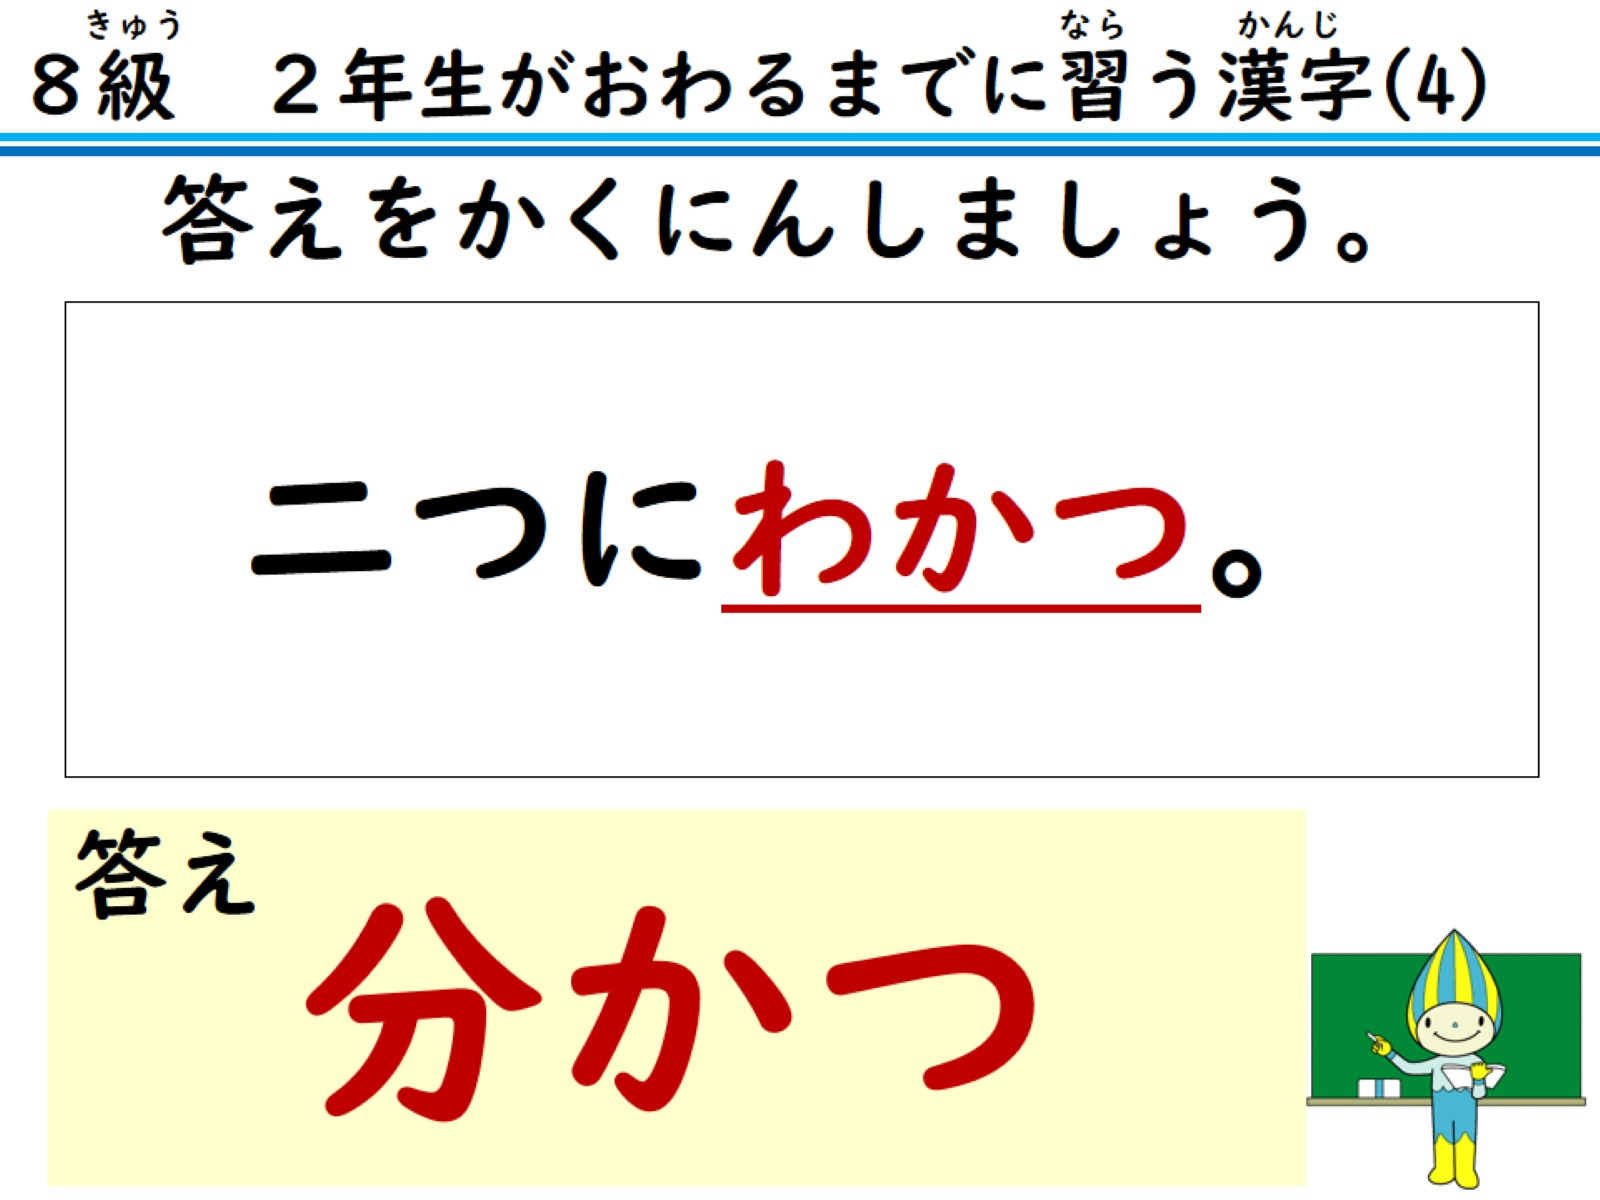 きゅう なら かんじ
８級　２年生がおわるまでに習う漢字(4)
答えをかくにんしましょう。
二つにわかつ。
答え
分かつ